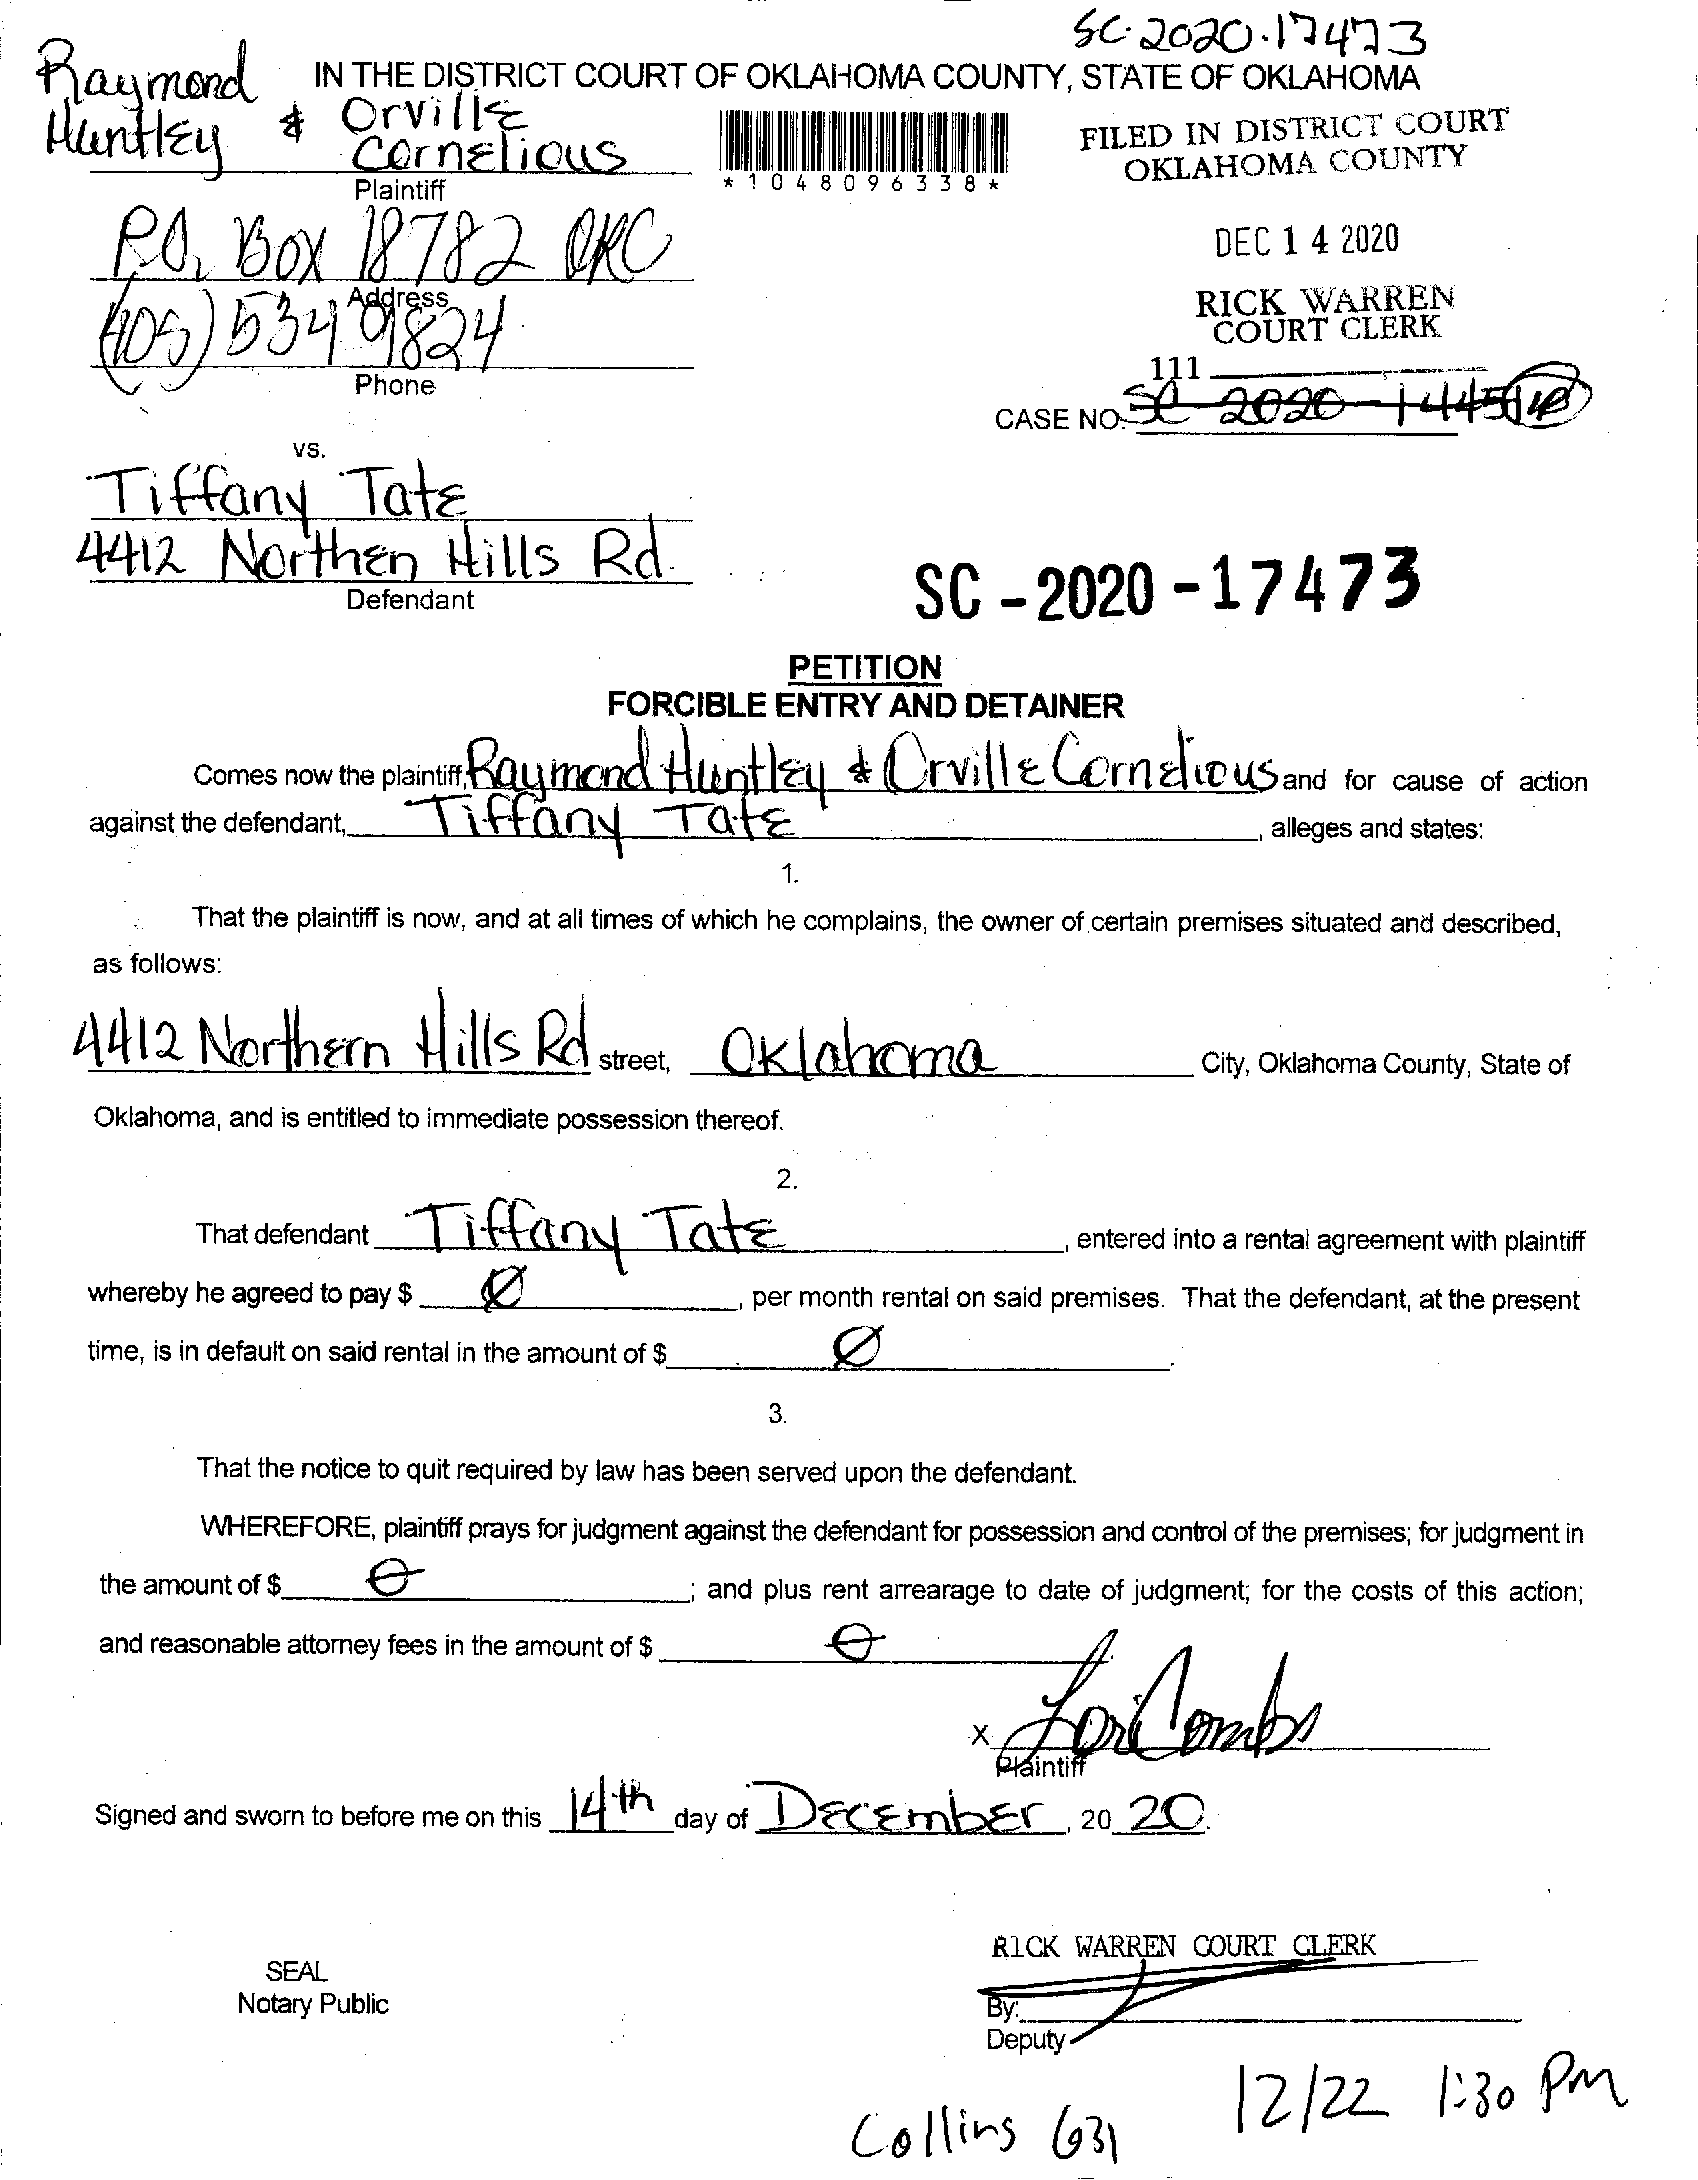 SC-2020-17473
IN THE DISTRICT COURT OF OKLAHOMA COUNTY, STATE OF OKLAHOMA
Raymond
Huntley & Orville
Cornelious
Plaintiff
*1048096338*
FILED IN DISTRICT COURT
OKLAHOMA COUNTY
DEC 14 2020
RICK WARREN
COURT CLERK
111
P.O. Box 18782 OKC
Address
(405) 534 9824
Phone
CASE NO. SC 2020-1445
vs.
Tiffany Tate
4412 Northen Hills Rd.
Defendant
SC-2020-17473
PETITION
FORCIBLE ENTRY AND DETAINER
Comes now the plaintiff, Raymond Huntley & Orville Cornelious and for cause of action
against the defendant, Tiffany Tate, alleges and states:
1.
That the plaintiff is now, and at all times of which he complains, the owner of certain premises situated and described,
as follows:
4412 Northern Hills Rd street, Oklahoma City, Oklahoma County, State of
Oklahoma, and is entitled to immediate possession thereof.
2.
That defendant Tiffany Tate, entered into a rental agreement with plaintiff
whereby he agreed to pay $ Ø, per month rental on said premises. That the defendant, at the present
time, is in default on said rental in the amount of $ Ø.
3.
That the notice to quit required by law has been served upon the defendant.
WHEREFORE, plaintiff prays for judgment against the defendant for possession and control of the premises; for judgment in
the amount of $ Ө; and plus rent arrearage to date of judgment; for the costs of this action;
and reasonable attorney fees in the amount of $ Ө
x Lori Combs
Plaintiff
Signed and sworn to before me on this 14th day of December, 20 20.
RICK WARREN COURT CLERK
SEAL
Notary Public
By:
Deputy
12/22 1:30 PM
Collins 631